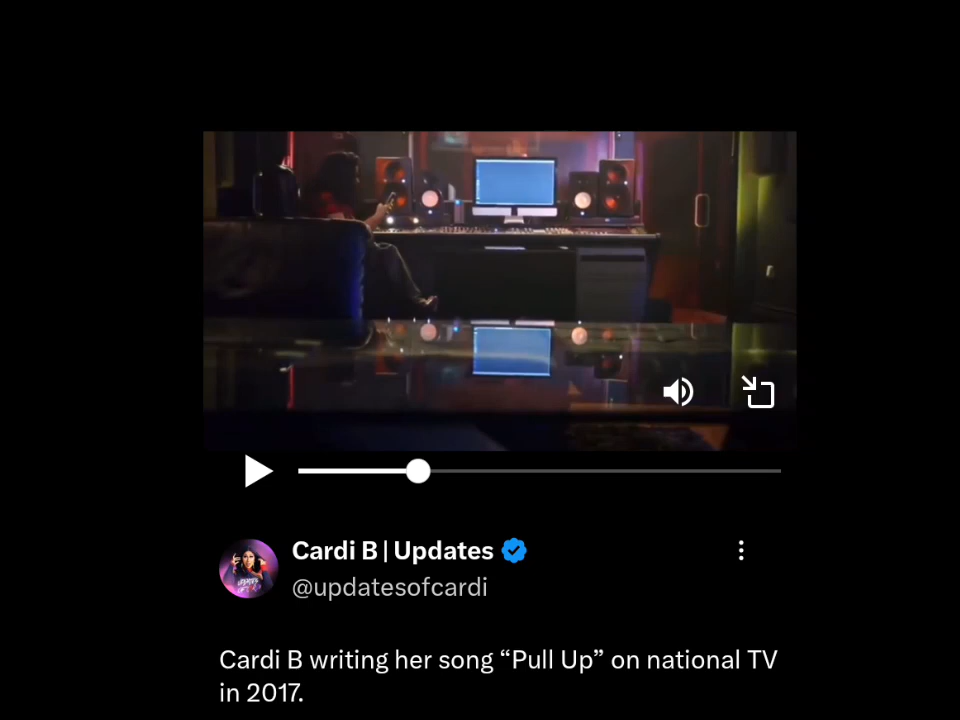 Cardi B | Updates
@updatesofcardi
Cardi B writing her song “Pull Up” on national TV
in 2017.